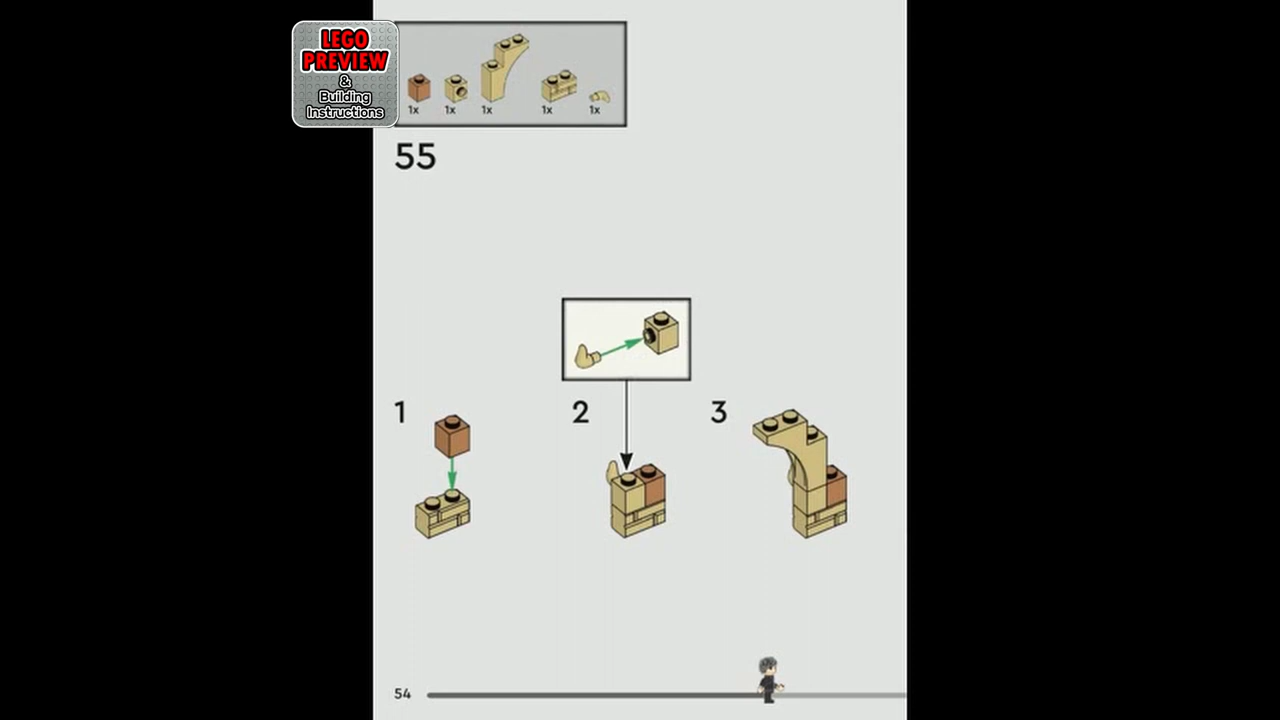 LEGO
PREVIEW
&
Building
Instructions
1x 1x 1x 1x 1x
55
1 2 3
54